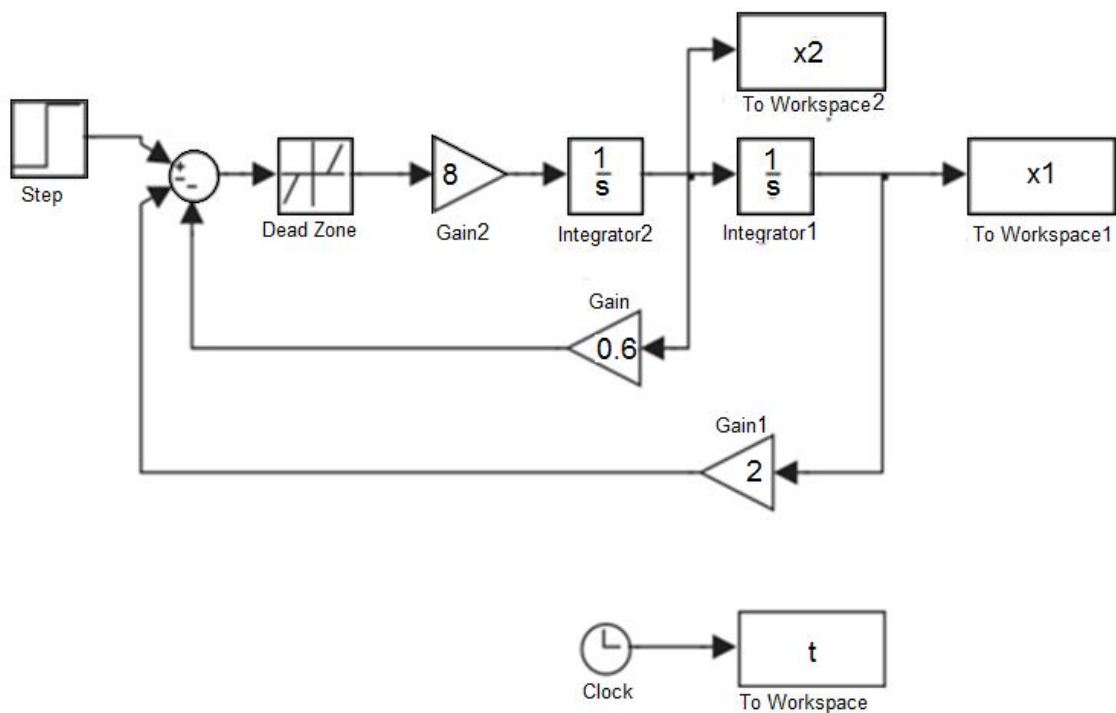 x2
To Workspace2
Step
+
-
-
Dead Zone
8
Gain2
1
s
Integrator2
1
s
Integrator1
x1
To Workspace1
Gain
0.6
Gain1
2
Clock
t
To Workspace